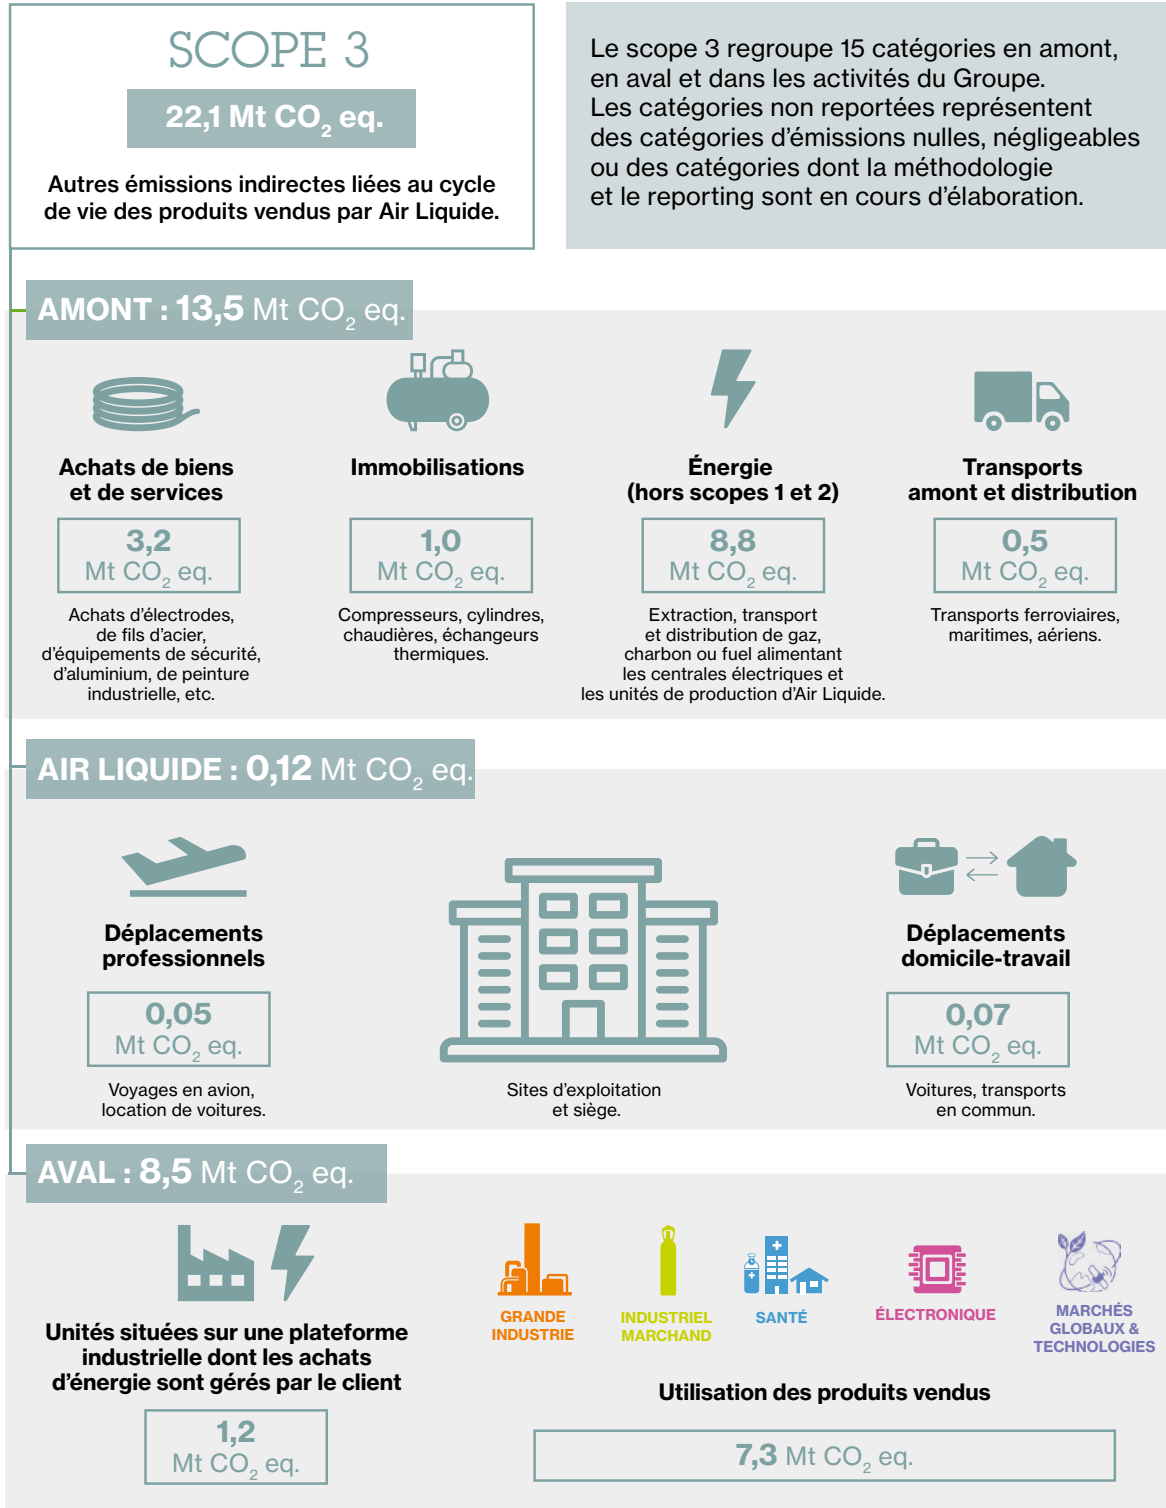 SCOPE 3
22,1 Mt CO₂ eq.
Autres émissions indirectes liées au cycle
de vie des produits vendus par Air Liquide.
Le scope 3 regroupe 15 catégories en amont,
en aval et dans les activités du Groupe.
Les catégories non reportées représentent
des catégories d’émissions nulles, négligeables
ou des catégories dont la méthodologie
et le reporting sont en cours d’élaboration.
AMONT : 13,5 Mt CO₂ eq.
Achats de biens
et de services
3,2
Mt CO₂ eq.
Achats d’électrodes,
de fils d’acier,
d’équipements de sécurité,
d’aluminium, de peinture
industrielle, etc.
Immobilisations
1,0
Mt CO₂ eq.
Compresseurs, cylindres,
chaudières, échangeurs
thermiques.
Énergie
(hors scopes 1 et 2)
8,8
Mt CO₂ eq.
Extraction, transport
et distribution de gaz,
charbon ou fuel alimentant
les centrales électriques et
les unités de production d’Air Liquide.
Transports
amont et distribution
0,5
Mt CO₂ eq.
Transports ferroviaires,
maritimes, aériens.
AIR LIQUIDE : 0,12 Mt CO₂ eq.
Déplacements
professionnels
0,05
Mt CO₂ eq.
Voyages en avion,
location de voitures.
Sites d’exploitation
et siège.
Déplacements
domicile-travail
0,07
Mt CO₂ eq.
Voitures, transports
en commun.
AVAL : 8,5 Mt CO₂ eq.
Unités situées sur une plateforme
industrielle dont les achats
d’énergie sont gérés par le client
1,2
Mt CO₂ eq.
GRANDE
INDUSTRIE
INDUSTRIEL
MARCHAND
SANTÉ
ÉLECTRONIQUE
MARCHÉS
GLOBAUX &
TECHNOLOGIES
Utilisation des produits vendus
7,3 Mt CO₂ eq.